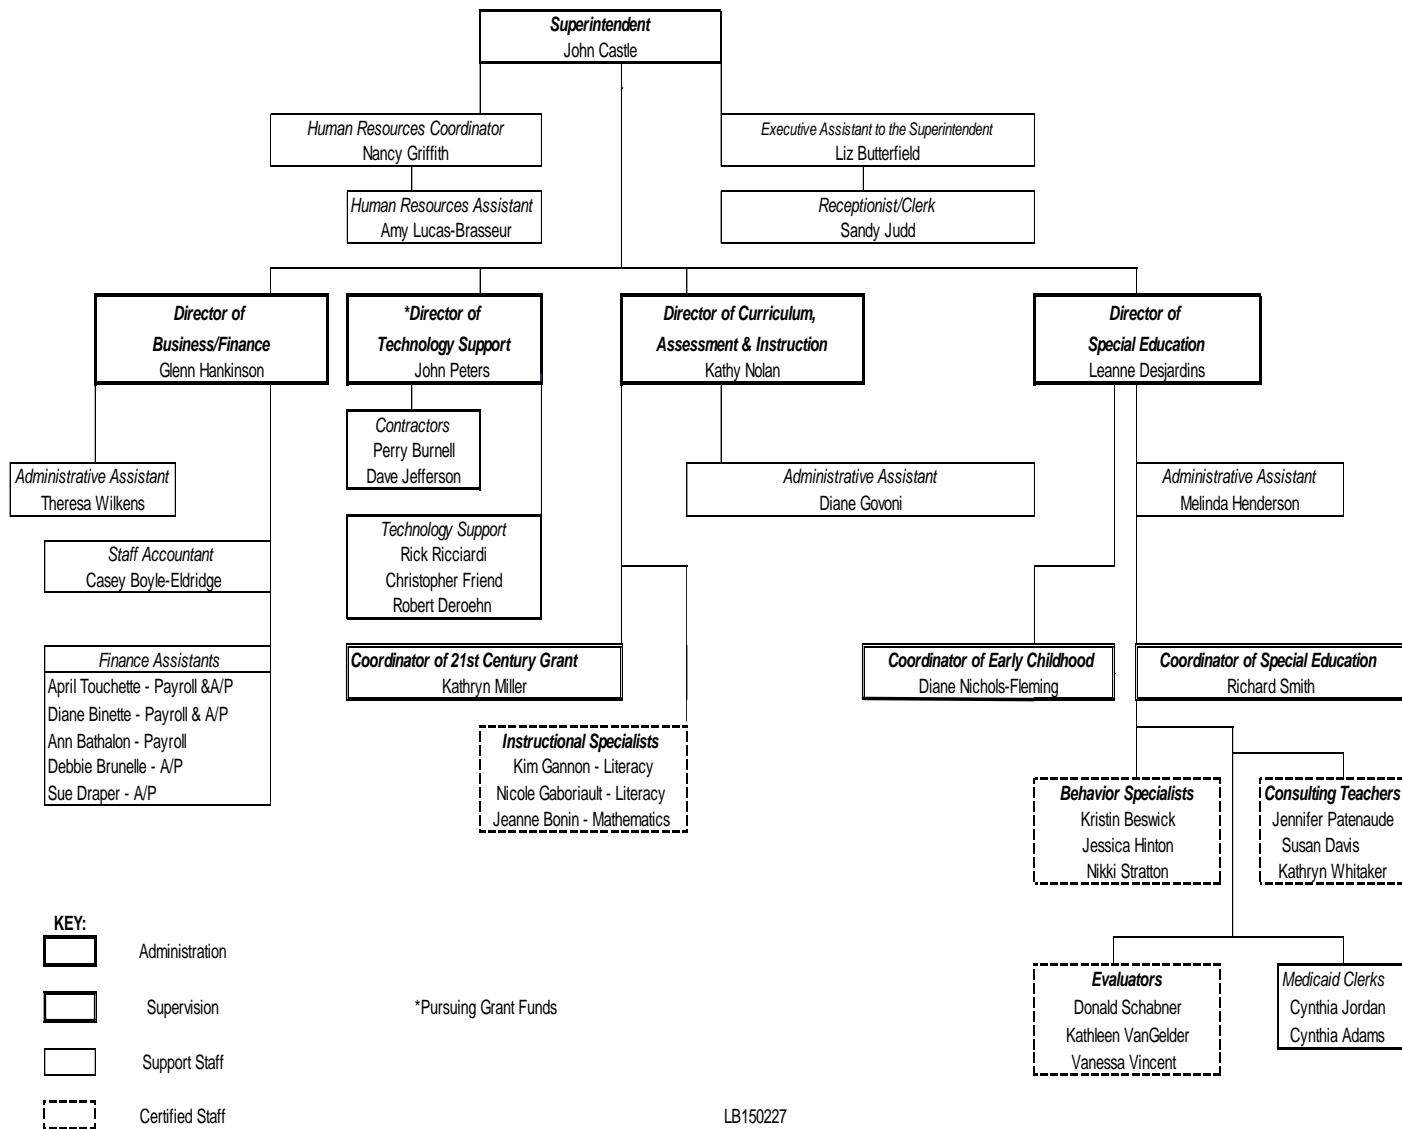 Superintendent
John Castle
Human Resources Coordinator
Nancy Griffith
Executive Assistant to the Superintendent
Liz Butterfield
Human Resources Assistant
Amy Lucas-Brasseur
Receptionist/Clerk
Sandy Judd
Director of
Business/Finance
Glenn Hankinson
*Director of
Technology Support
John Peters
Director of Curriculum,
Assessment & Instruction
Kathy Nolan
Director of
Special Education
Leanne Desjardins
Contractors
Perry Burnell
Dave Jefferson
Administrative Assistant
Theresa Wilkens
Administrative Assistant
Diane Govoni
Administrative Assistant
Melinda Henderson
Technology Support
Rick Ricciardi
Christopher Friend
Robert Deroehn
Staff Accountant
Casey Boyle-Eldridge
Finance Assistants
April Touchette - Payroll &A/P
Diane Binette - Payroll & A/P
Ann Bathalon - Payroll
Debbie Brunelle - A/P
Sue Draper - A/P
Coordinator of 21st Century Grant
Kathryn Miller
Coordinator of Early Childhood
Diane Nichols-Fleming
Coordinator of Special Education
Richard Smith
Instructional Specialists
Kim Gannon - Literacy
Nicole Gaboriault - Literacy
Jeanne Bonin - Mathematics
Behavior Specialists
Kristin Beswick
Jessica Hinton
Nikki Stratton
Consulting Teachers
Jennifer Patenaude
Susan Davis
Kathryn Whitaker
Evaluators
Donald Schabner
Kathleen VanGelder
Vanessa Vincent
Medicaid Clerks
Cynthia Jordan
Cynthia Adams
KEY:
Administration
Supervision
*Pursuing Grant Funds
Support Staff
Certified Staff
LB150227